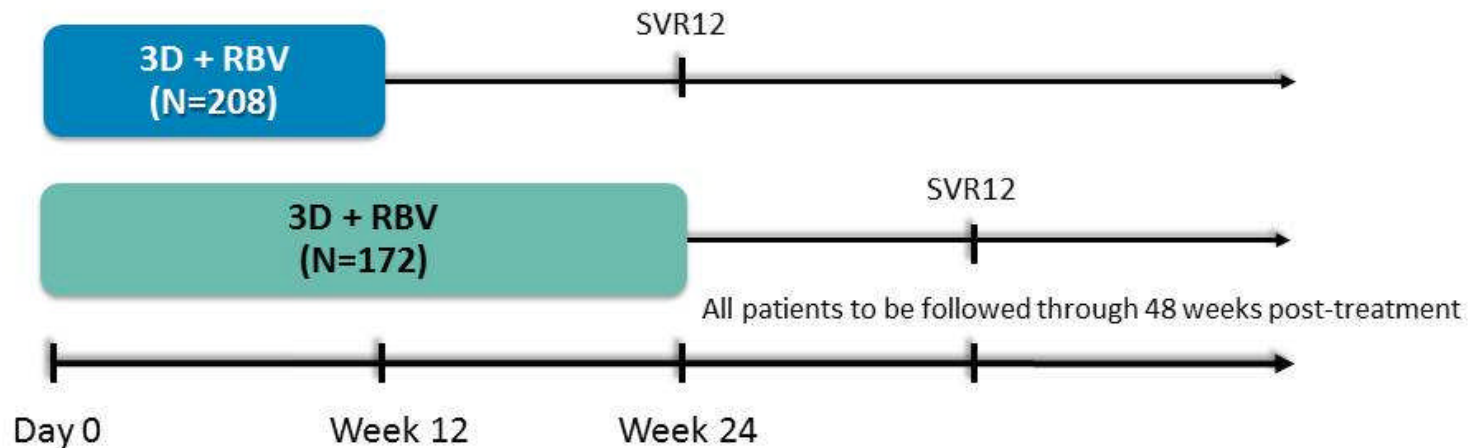 SVR12
3D + RBV
(N=208)
SVR12
3D + RBV
(N=172)
All patients to be followed through 48 weeks post-treatment
Day 0 Week 12 Week 24